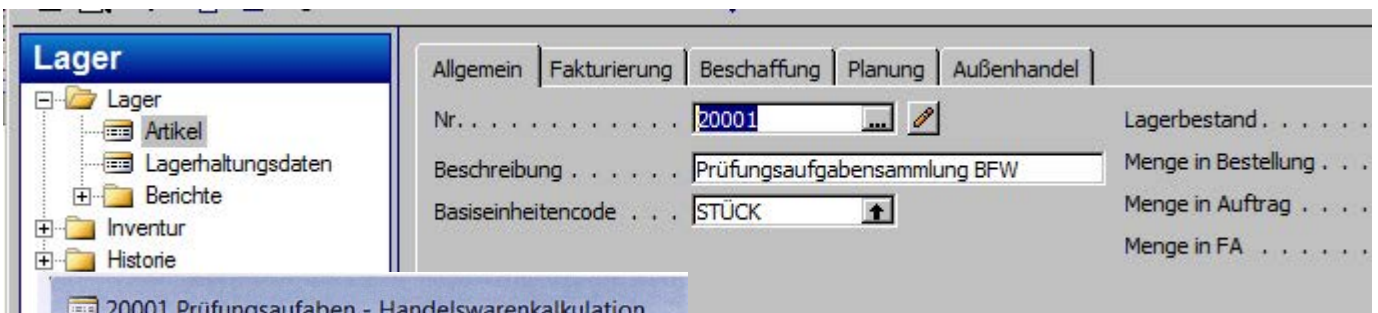 Lager
Lager
Artikel
Lagerhaltungsdaten
Berichte
Inventur
Historie
Allgemein Fakturierung Beschaffung Planung Außenhandel
Nr. . . . . . . . . . . . 20001 ...
Beschreibung . . . . . . Prüfungsaufgabensammlung BFW
Basiseinheitencode . . . STÜCK
Lagerbestand . . . . . .
Menge in Bestellung . . .
Menge in Auftrag . . . .
Menge in FA . . . . . .
20001 Prüfungsaufaben - Handelswarenkalkulation